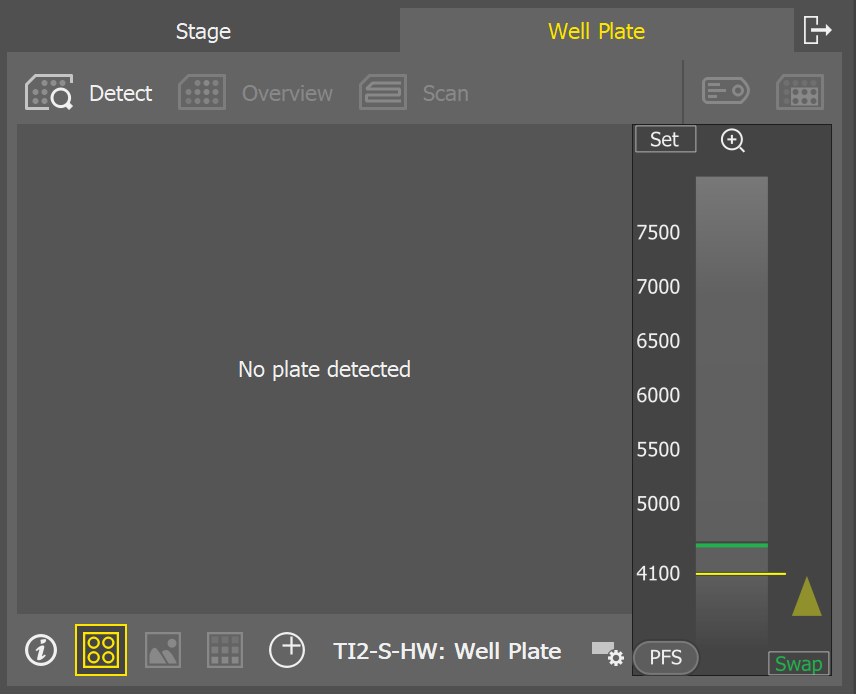 Stage
Well Plate
Detect
Overview
Scan
Set
7500
7000
6500
6000
5500
5000
4100
No plate detected
TI2-S-HW: Well Plate
PFS
Swap